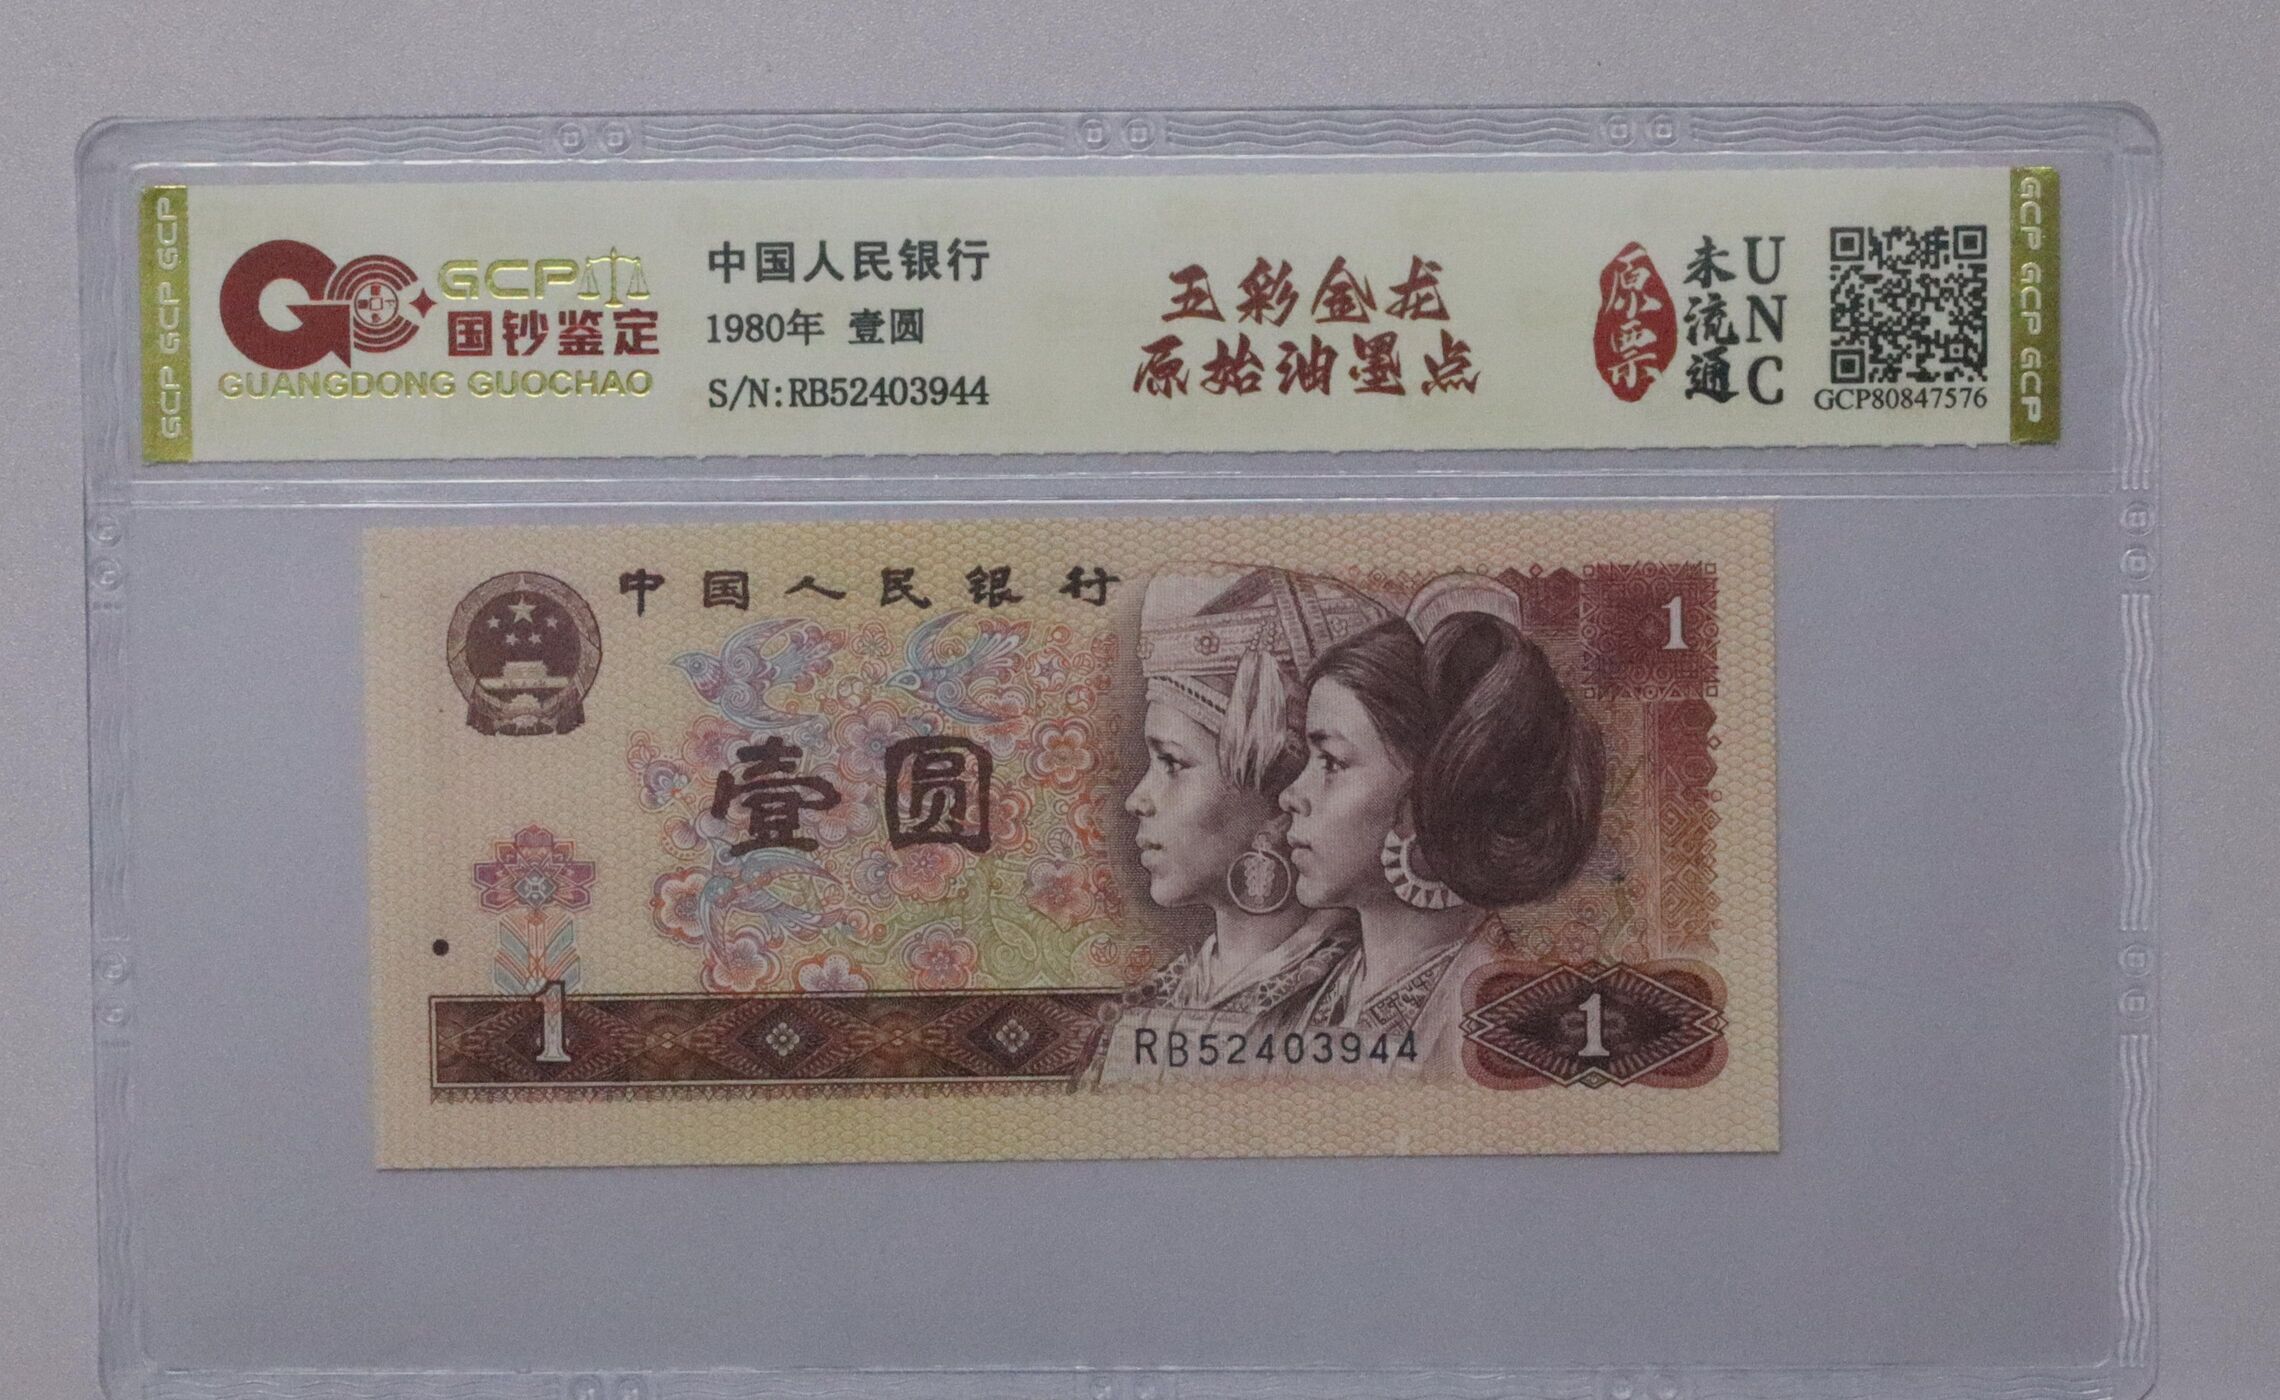 GCP GCP GCP
GCP
国钞鉴定
GUANGDONG GUOCHAO
中国人民银行
1980年 壹圆
S/N:RB52403944
五彩金龙
原始油墨点
原票
未流通
UNC
GCP80847576
GCP GCP GCP
中国人民银行
1
壹圆
1
RB52403944
1